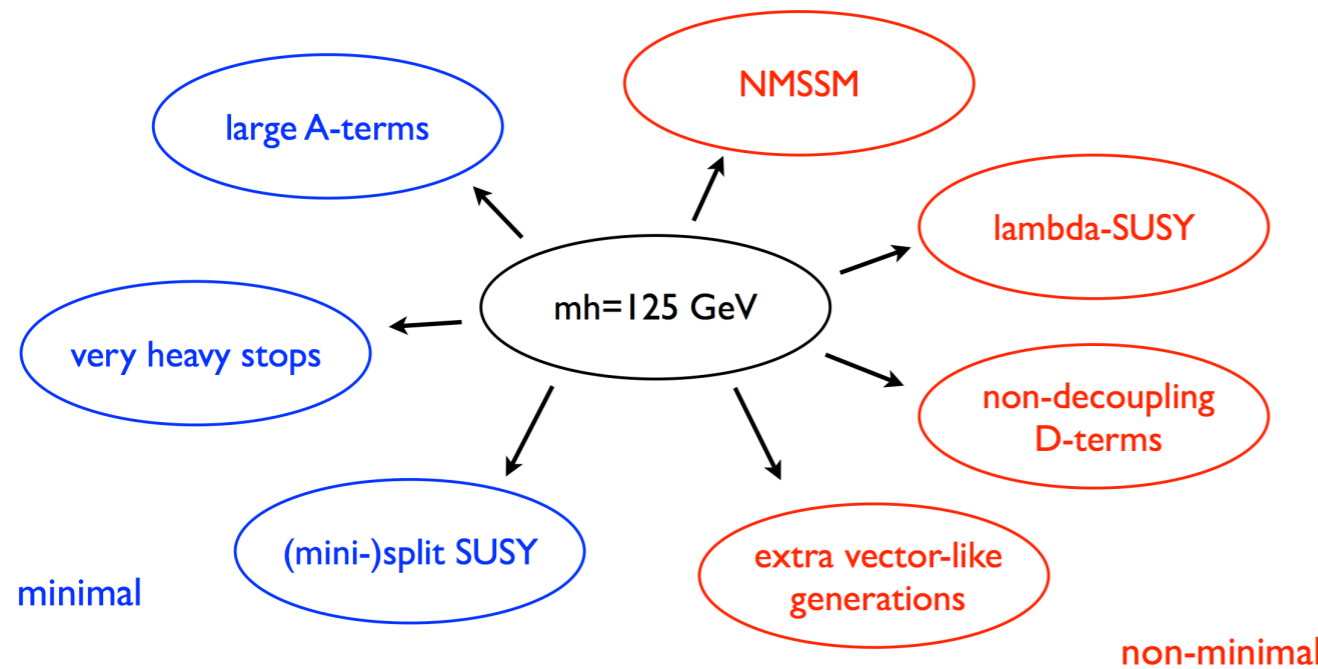 NMSSM
large A-terms
lambda-SUSY
mh=125 GeV
very heavy stops
non-decoupling
D-terms
(mini-)split SUSY
extra vector-like
generations
minimal
non-minimal